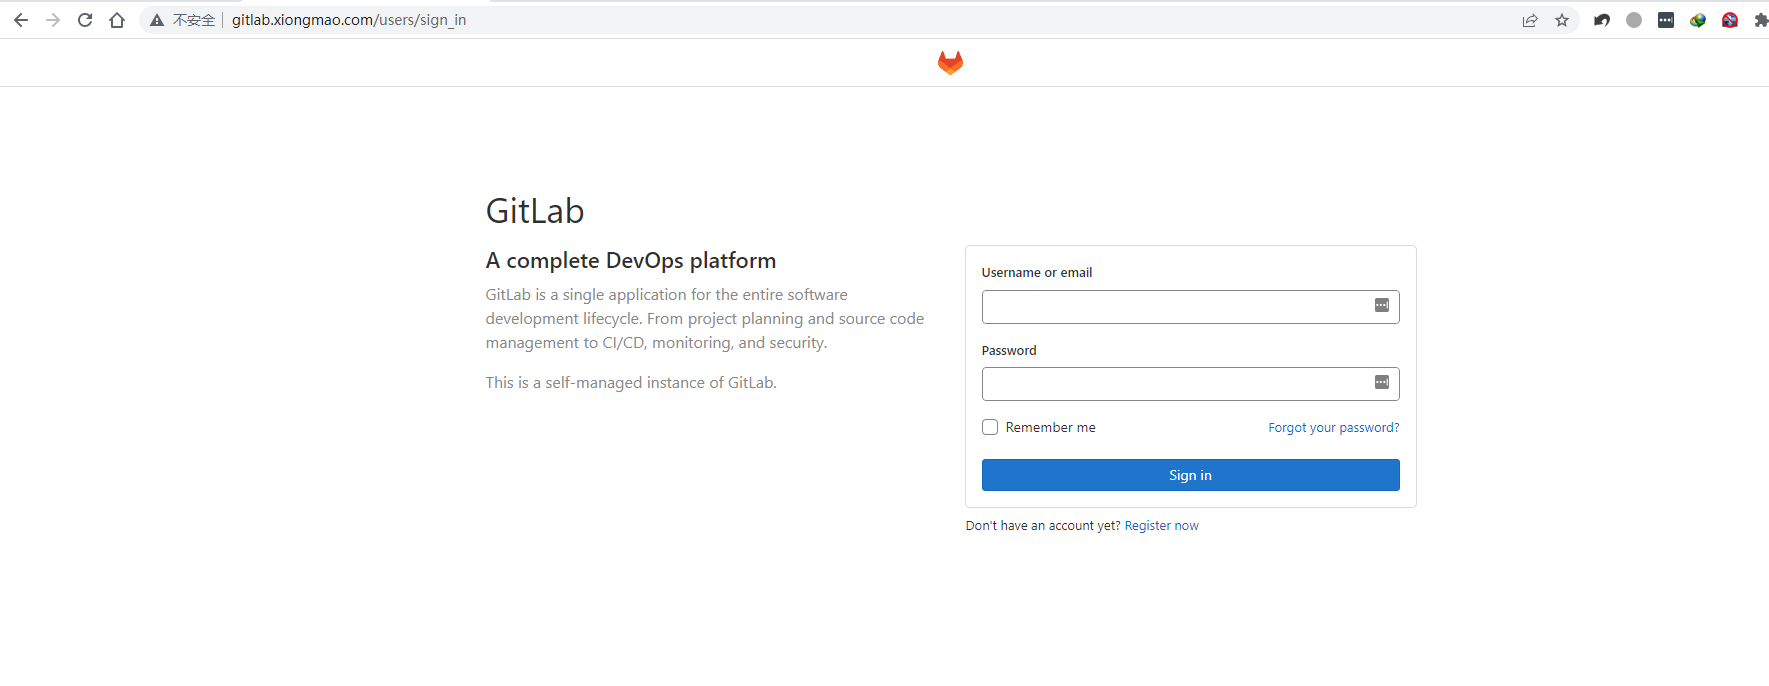 不安全 gitlab.xiongmao.com/users/sign_in
GitLab
A complete DevOps platform
GitLab is a single application for the entire software
development lifecycle. From project planning and source code
management to CI/CD, monitoring, and security.
This is a self-managed instance of GitLab.
Username or email
Password
Remember me
Forgot your password?
Sign in
Don't have an account yet? Register now